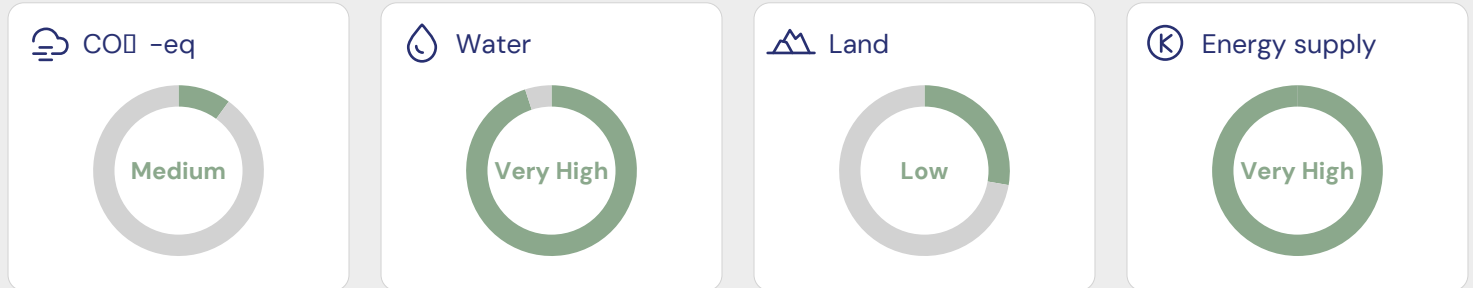 CO▯ -eq
Medium
Water
Very High
Land
Low
Energy supply
Very High